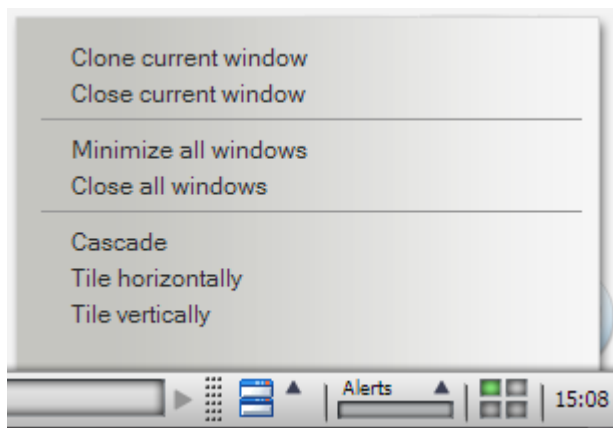 Clone current window
Close current window
Minimize all windows
Close all windows
Cascade
Tile horizontally
Tile vertically
Alerts
15:08